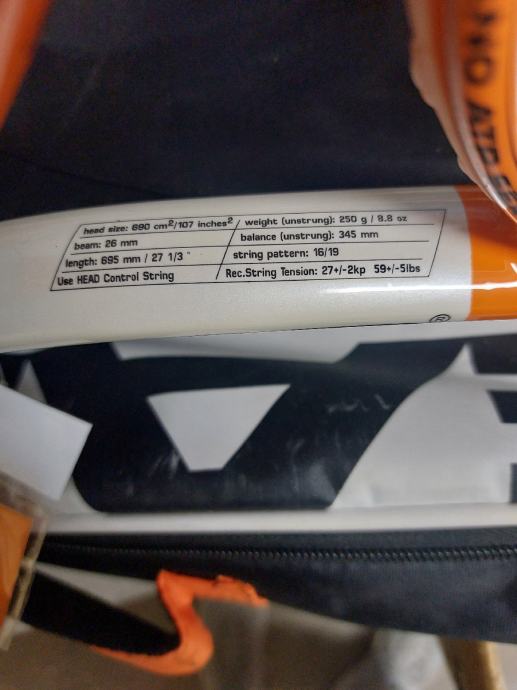 head size: 690 cm²/107 inches² / weight (unstrung): 250 g / 8.8 oz
beam: 26 mm / balance (unstrung): 345 mm
length: 695 mm / 27 1/3 " / string pattern: 16/19
Use HEAD Control String / Rec.String Tension: 27+/-2kp 59+/-5lbs
®
NO